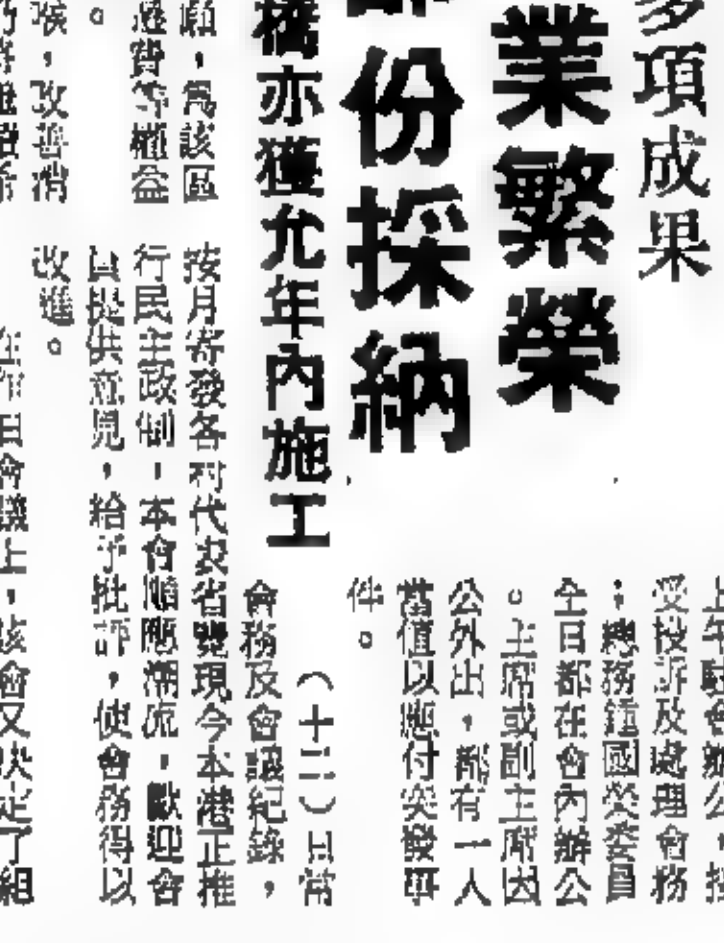 多項成果
業繁榮
份採納
橋亦獲允年內施工
上午駐會辦公，接
受投訴及處理會務
；總務鍾國榮委員
全日都在會內辦公
。主席或副主席因
公外出，都有一人
當值以應付突發事
件。
（十二）日常
會務及會議紀錄，
按月寄發各村代表省覽現今本港正推
行民主政制，本會順應潮流，歡迎會
員提供意見，給予批評，使會務得以
改進。
願，為該區
費等權益
。
喉，改善消
在昨日會議上，該會又決定了組